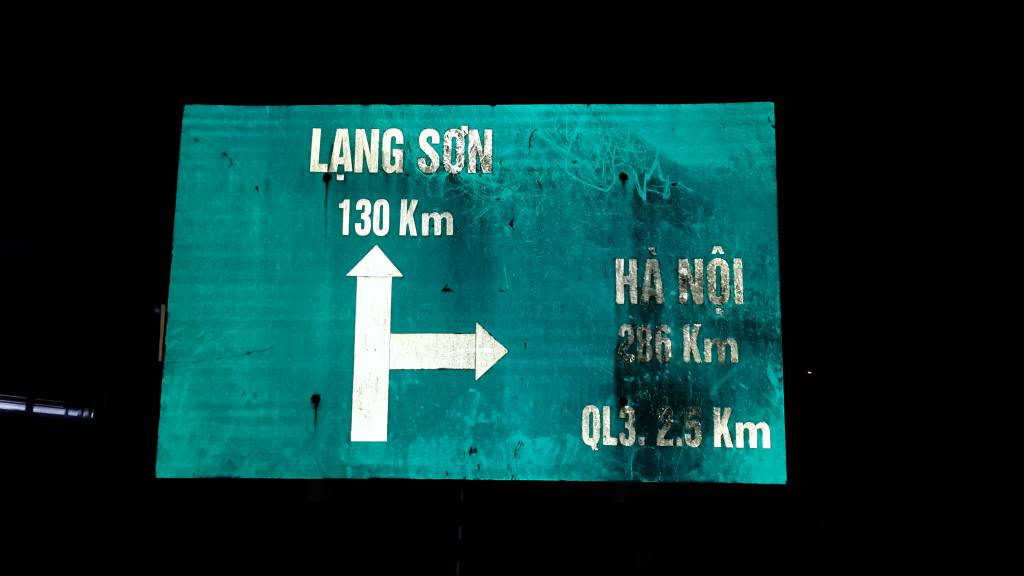 LẠNG SƠN
130 Km
HÀ NỘI
286 Km
QL3. 2.5 Km